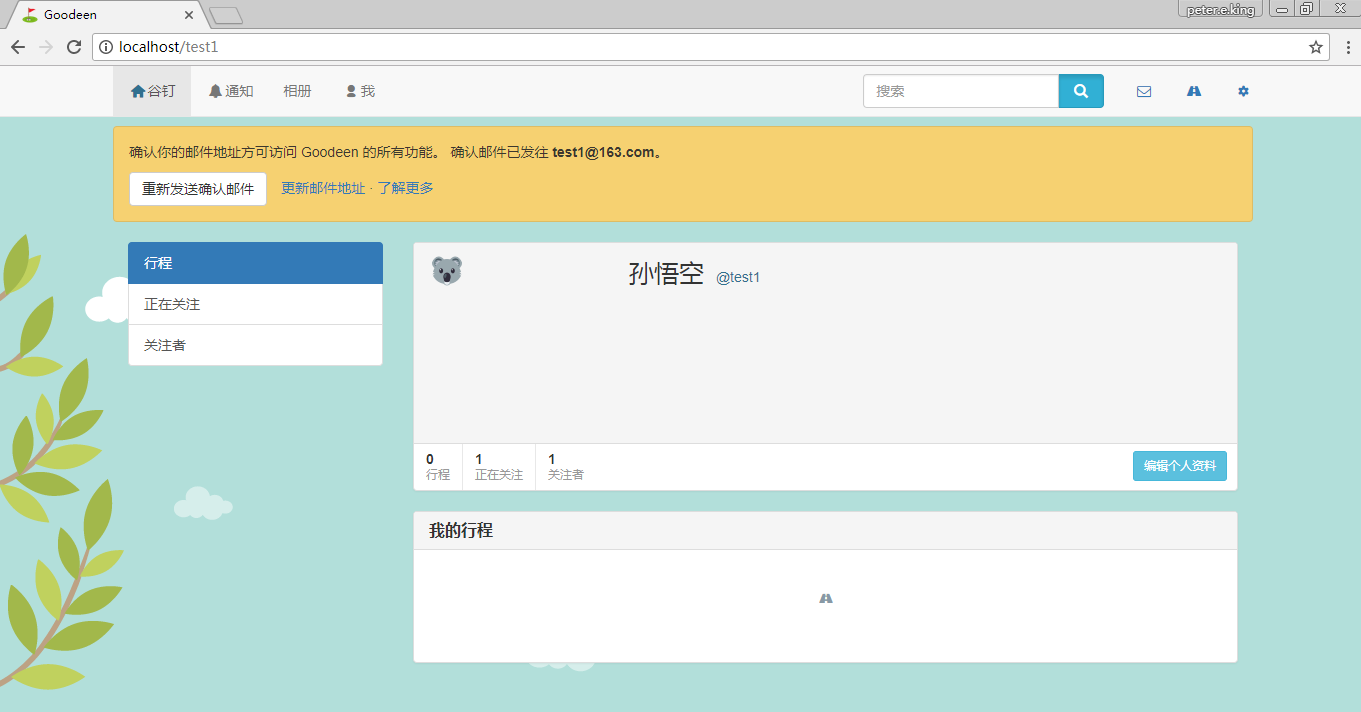 Goodeen
peter.e.king
localhost/test1
谷钉 通知 相册 我 搜索
确认你的邮件地址方可访问 Goodeen 的所有功能。 确认邮件已发往 test1@163.com。
重新发送确认邮件 更新邮件地址 · 了解更多
行程
正在关注
关注者
孙悟空 @test1
0 1 1
行程 正在关注 关注者
编辑个人资料
我的行程